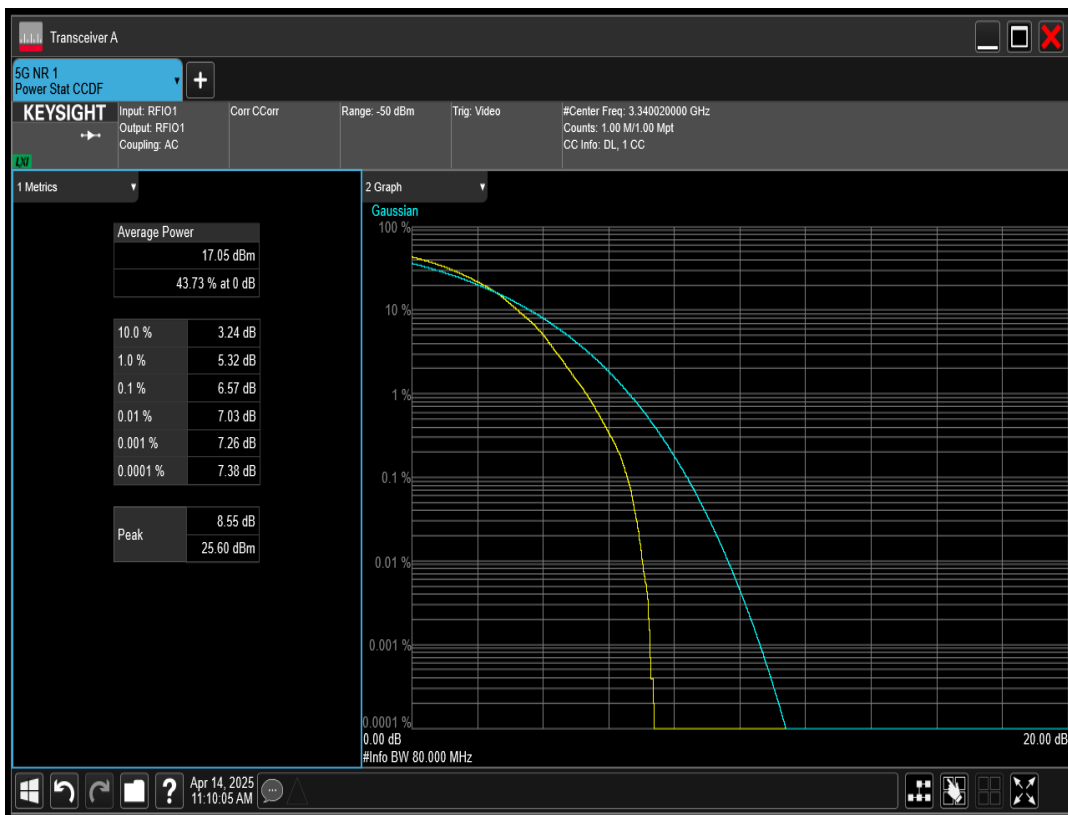 Transceiver A
5G NR 1
Power Stat CCDF
+
KEYSIGHT
LXI
Input: RFIO1
Output: RFIO1
Coupling: AC
Corr CCorr
Range: -50 dBm
Trig: Video
#Center Freq: 3.340020000 GHz
Counts: 1.00 M/1.00 Mpt
CC Info: DL, 1 CC
1 Metrics
Average Power
17.05 dBm
43.73 % at 0 dB
10.0 % 3.24 dB
1.0 % 5.32 dB
0.1 % 6.57 dB
0.01 % 7.03 dB
0.001 % 7.26 dB
0.0001 % 7.38 dB
Peak
8.55 dB
25.60 dBm
2 Graph
Gaussian
100 %
10 %
1 %
0.1 %
0.01 %
0.001 %
0.0001 %
0.00 dB 20.00 dB
#Info BW 80.000 MHz
?
Apr 14, 2025
11:10:05 AM